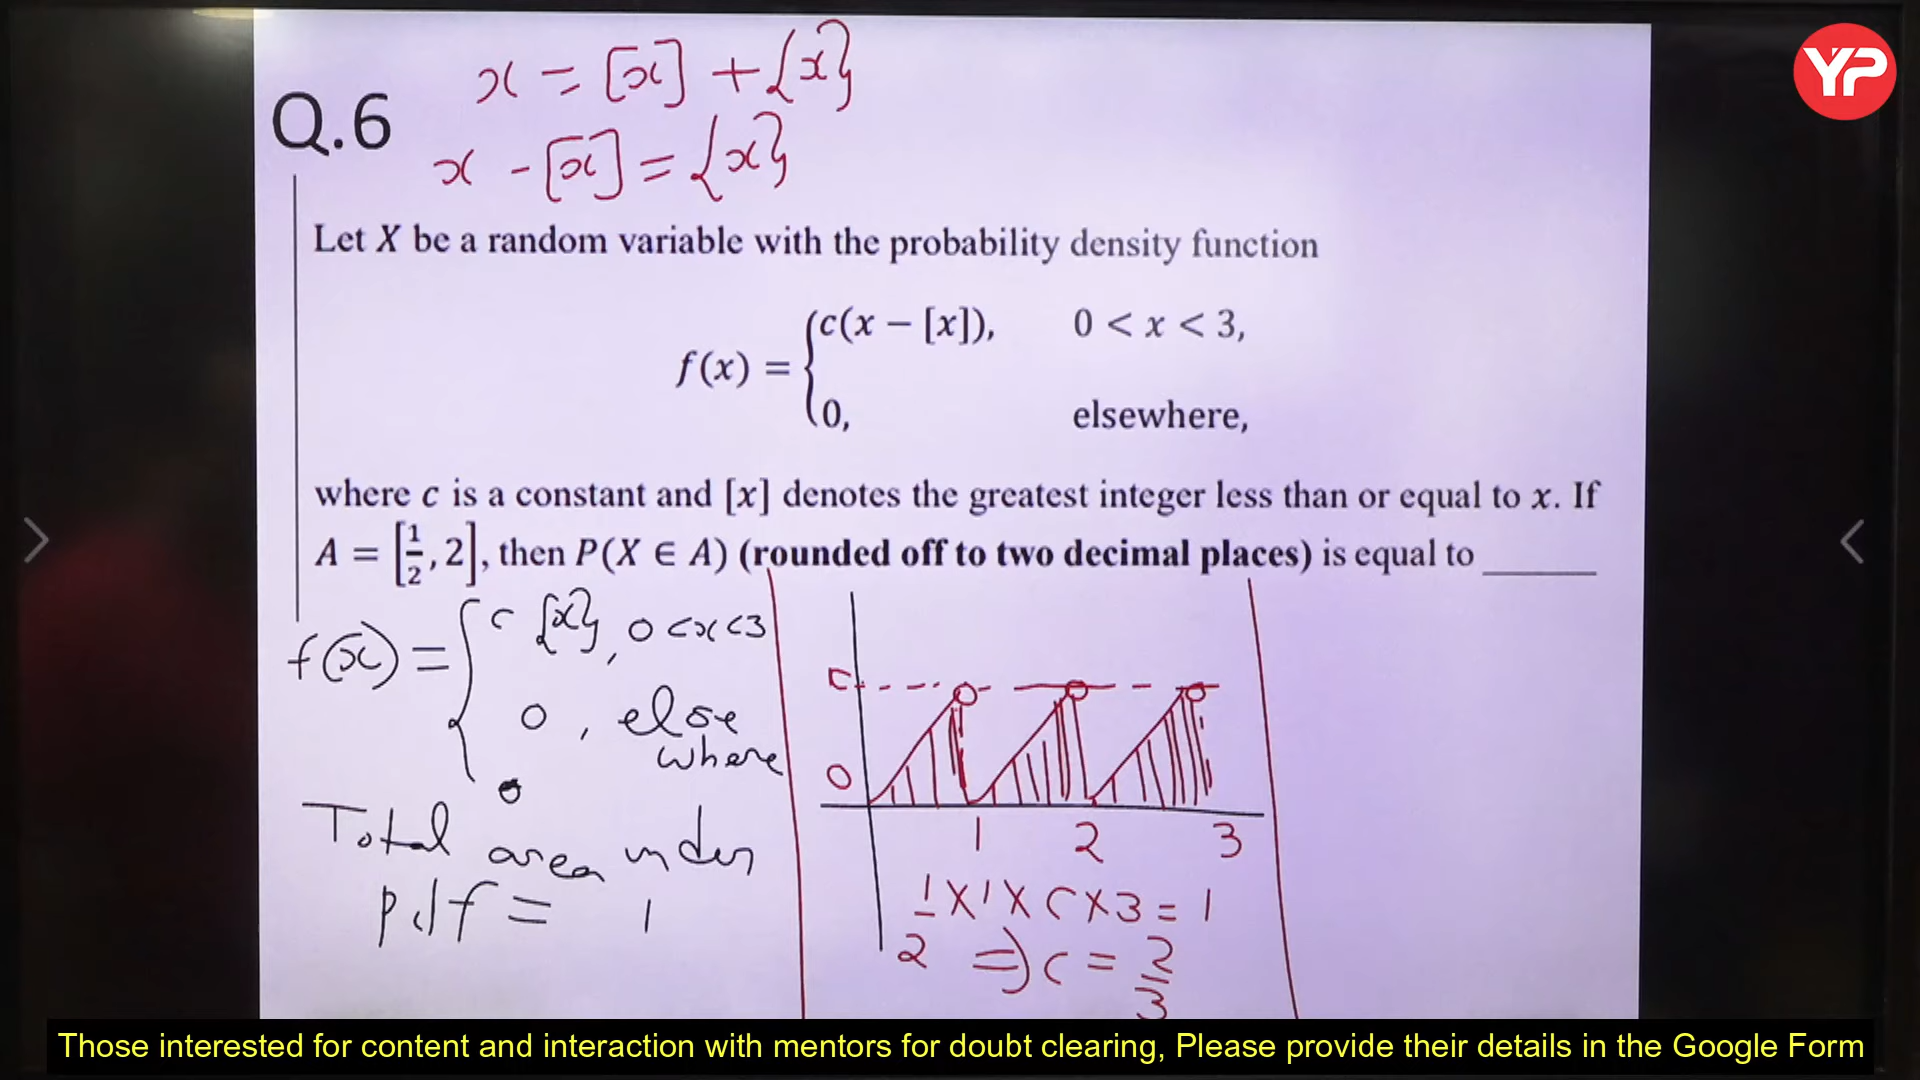 YP
x = [x] + {x}
Q.6
x - [x] = {x}
Let X be a random variable with the probability density function
f(x) = { c(x − [x]), 0 < x < 3,
0, elsewhere,
where c is a constant and [x] denotes the greatest integer less than or equal to x. If
A = [1/2, 2], then P(X ∈ A) (rounded off to two decimal places) is equal to ______
f(x) = { c {x}, 0 < x < 3
0, else
where
Total area under
pdf = 1
c
0
1 2 3
1/2 x 1 x c x 3 = 1
⇒ c = 2/3
Those interested for content and interaction with mentors for doubt clearing, Please provide their details in the Google Form